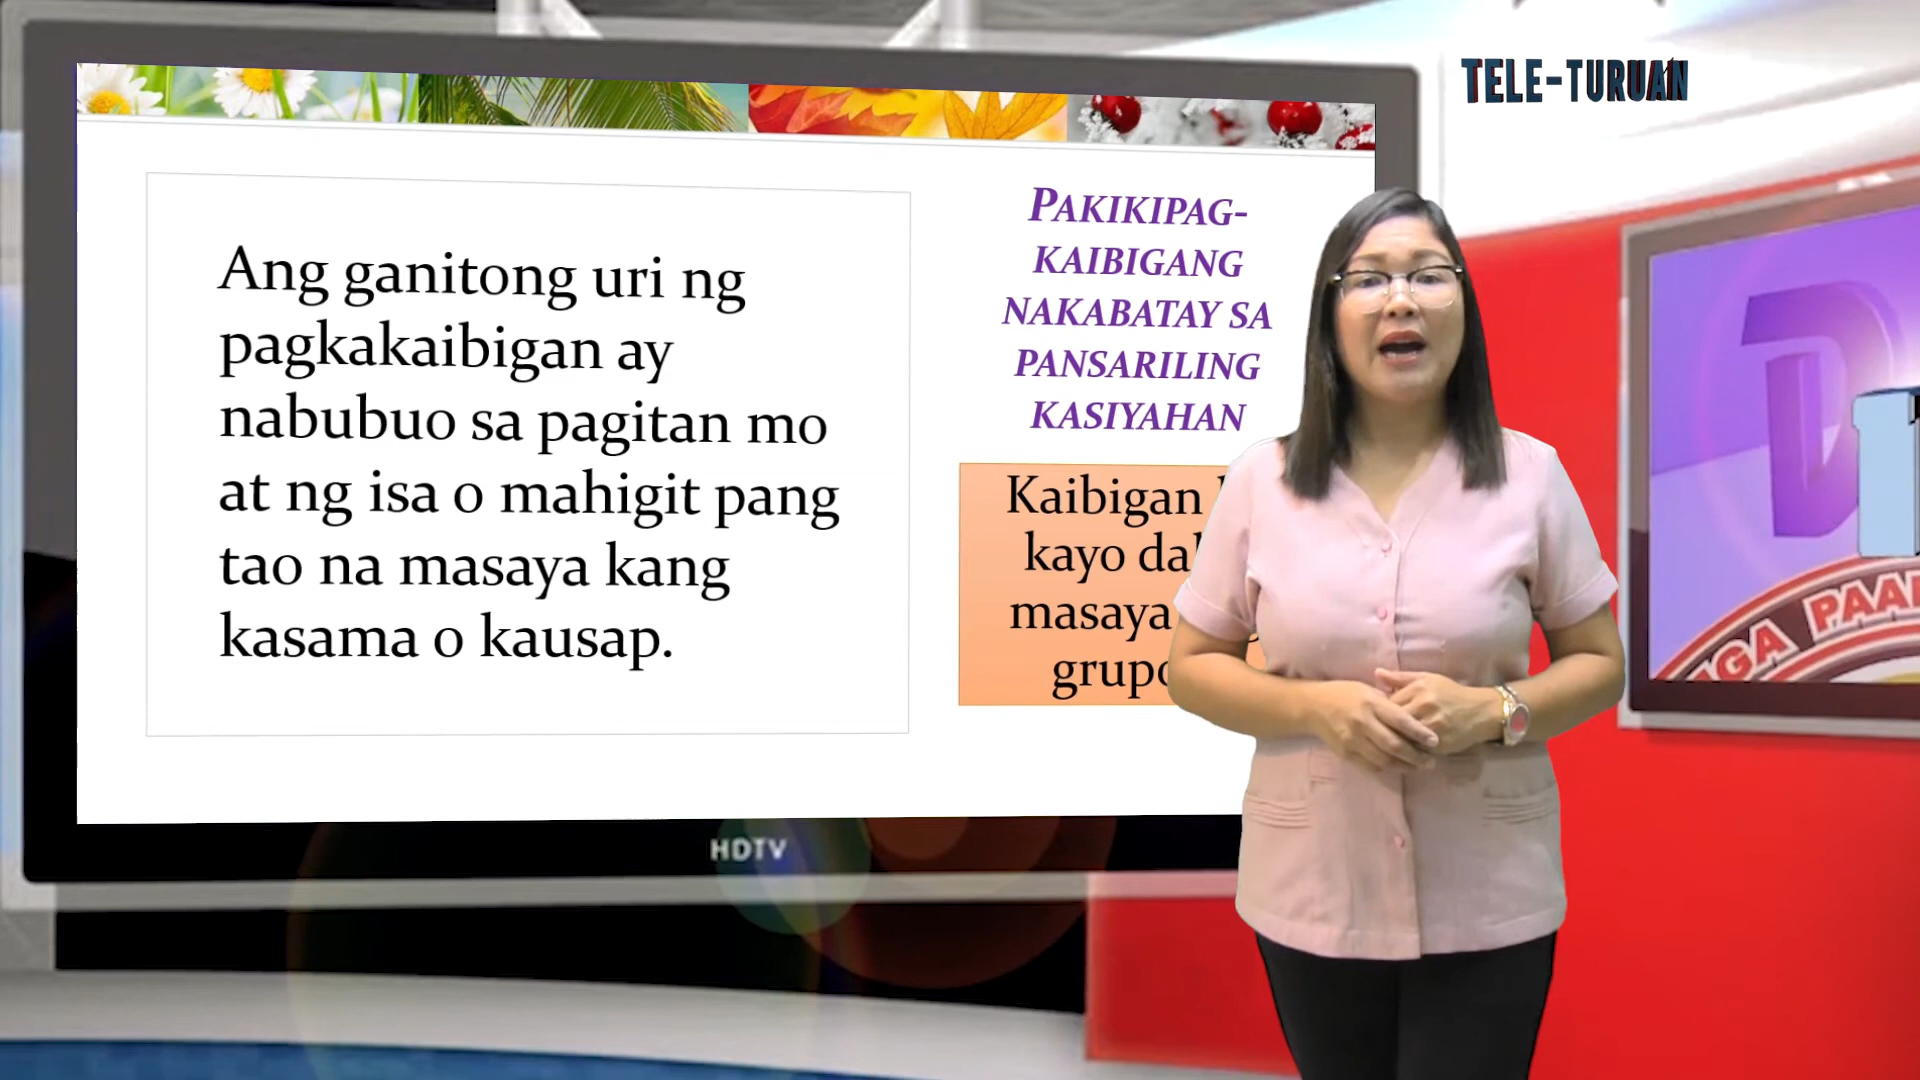 TELE-TURUAN
Ang ganitong uri ng
pagkakaibigan ay
nabubuo sa pagitan mo
at ng isa o mahigit pang
tao na masaya kang
kasama o kausap.
PAKIKIPAG-
KAIBIGANG
NAKABATAY SA
PANSARILING
KASIYAHAN
Kaibigan
kayo
masaya
HDTV